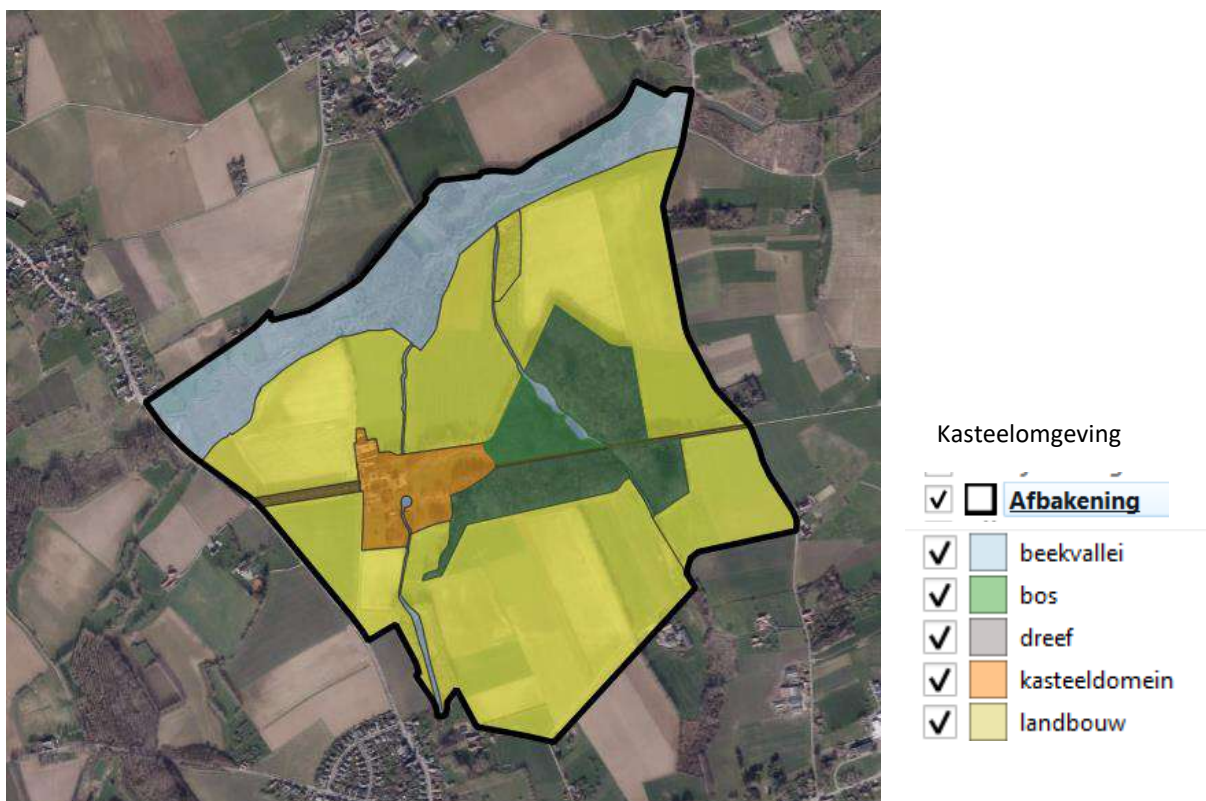 Kasteelomgeving
Afbakening
beekvallei
bos
dreef
kasteeldomein
landbouw